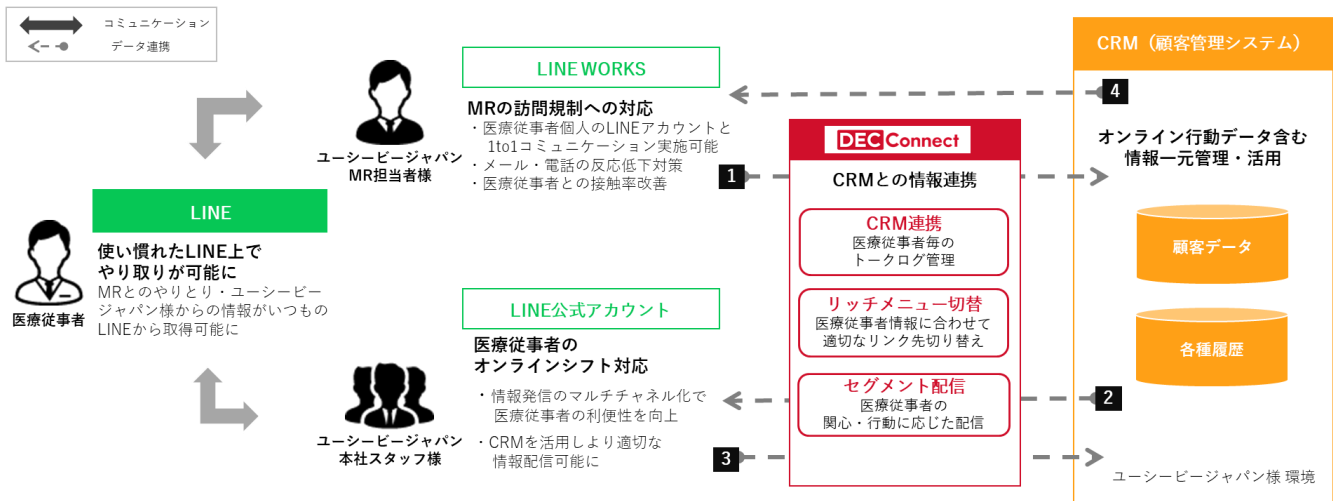 コミュニケーション
データ連携
LINE WORKS
MRの訪問規制への対応
・医療従事者個人のLINEアカウントと
1to1コミュニケーション実施可能
・メール・電話の反応低下対策
・医療従事者との接触率改善
ユーシービージャパン
MR担当者様
LINE
使い慣れたLINE上で
やり取りが可能に
MRとのやりとり・ユーシービー
ジャパン様からの情報がいつもの
LINEから取得可能に
医療従事者
LINE公式アカウント
医療従事者の
オンラインシフト対応
・情報発信のマルチチャネル化で
医療従事者の利便性を向上
・CRMを活用しより適切な
情報配信可能に
ユーシービージャパン
本社スタッフ様
1
3
DEC Connect
CRMとの情報連携
CRM連携
医療従事者毎の
トークログ管理
リッチメニュー切替
医療従事者情報に合わせて
適切なリンク先切り替え
セグメント配信
医療従事者の
関心・行動に応じた配信
CRM（顧客管理システム）
4
オンライン行動データ含む
情報一元管理・活用
顧客データ
各種履歴
2
ユーシービージャパン様 環境